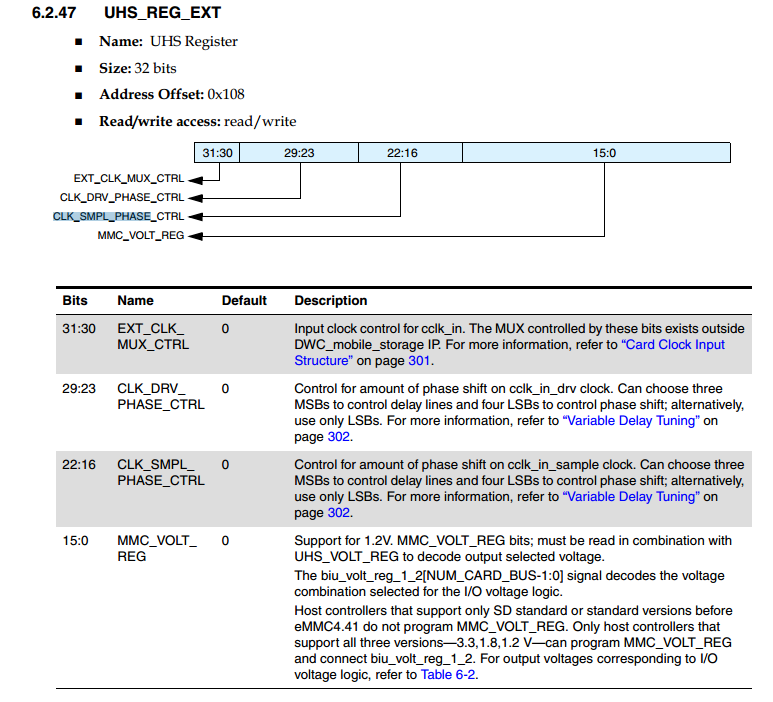 6.2.47 UHS_REG_EXT
■ Name: UHS Register
■ Size: 32 bits
■ Address Offset: 0x108
■ Read/write access: read/write
31:30 29:23 22:16 15:0
EXT_CLK_MUX_CTRL
CLK_DRV_PHASE_CTRL
CLK_SMPL_PHASE_CTRL
MMC_VOLT_REG
Bits Name Default Description
31:30 EXT_CLK_ 0 Input clock control for cclk_in. The MUX controlled by these bits exists outside
MUX_CTRL DWC_mobile_storage IP. For more information, refer to “Card Clock Input
Structure” on page 301.
29:23 CLK_DRV_ 0 Control for amount of phase shift on cclk_in_drv clock. Can choose three
PHASE_CTRL MSBs to control delay lines and four LSBs to control phase shift; alternatively,
use only LSBs. For more information, refer to “Variable Delay Tuning” on
page 302.
22:16 CLK_SMPL_ 0 Control for amount of phase shift on cclk_in_sample clock. Can choose three
PHASE_CTRL MSBs to control delay lines and four LSBs to control phase shift; alternatively,
use only LSBs. For more information, refer to “Variable Delay Tuning” on
page 302.
15:0 MMC_VOLT_ 0 Support for 1.2V. MMC_VOLT_REG bits; must be read in combination with
REG UHS_VOLT_REG to decode output selected voltage.
The biu_volt_reg_1_2[NUM_CARD_BUS-1:0] signal decodes the voltage
combination selected for the I/O voltage logic.
Host controllers that support only SD standard or standard versions before
eMMC4.41 do not program MMC_VOLT_REG. Only host controllers that
support all three versions—3.3,1.8,1.2 V—can program MMC_VOLT_REG
and connect biu_volt_reg_1_2. For output voltages corresponding to I/O
voltage logic, refer to Table 6-2.